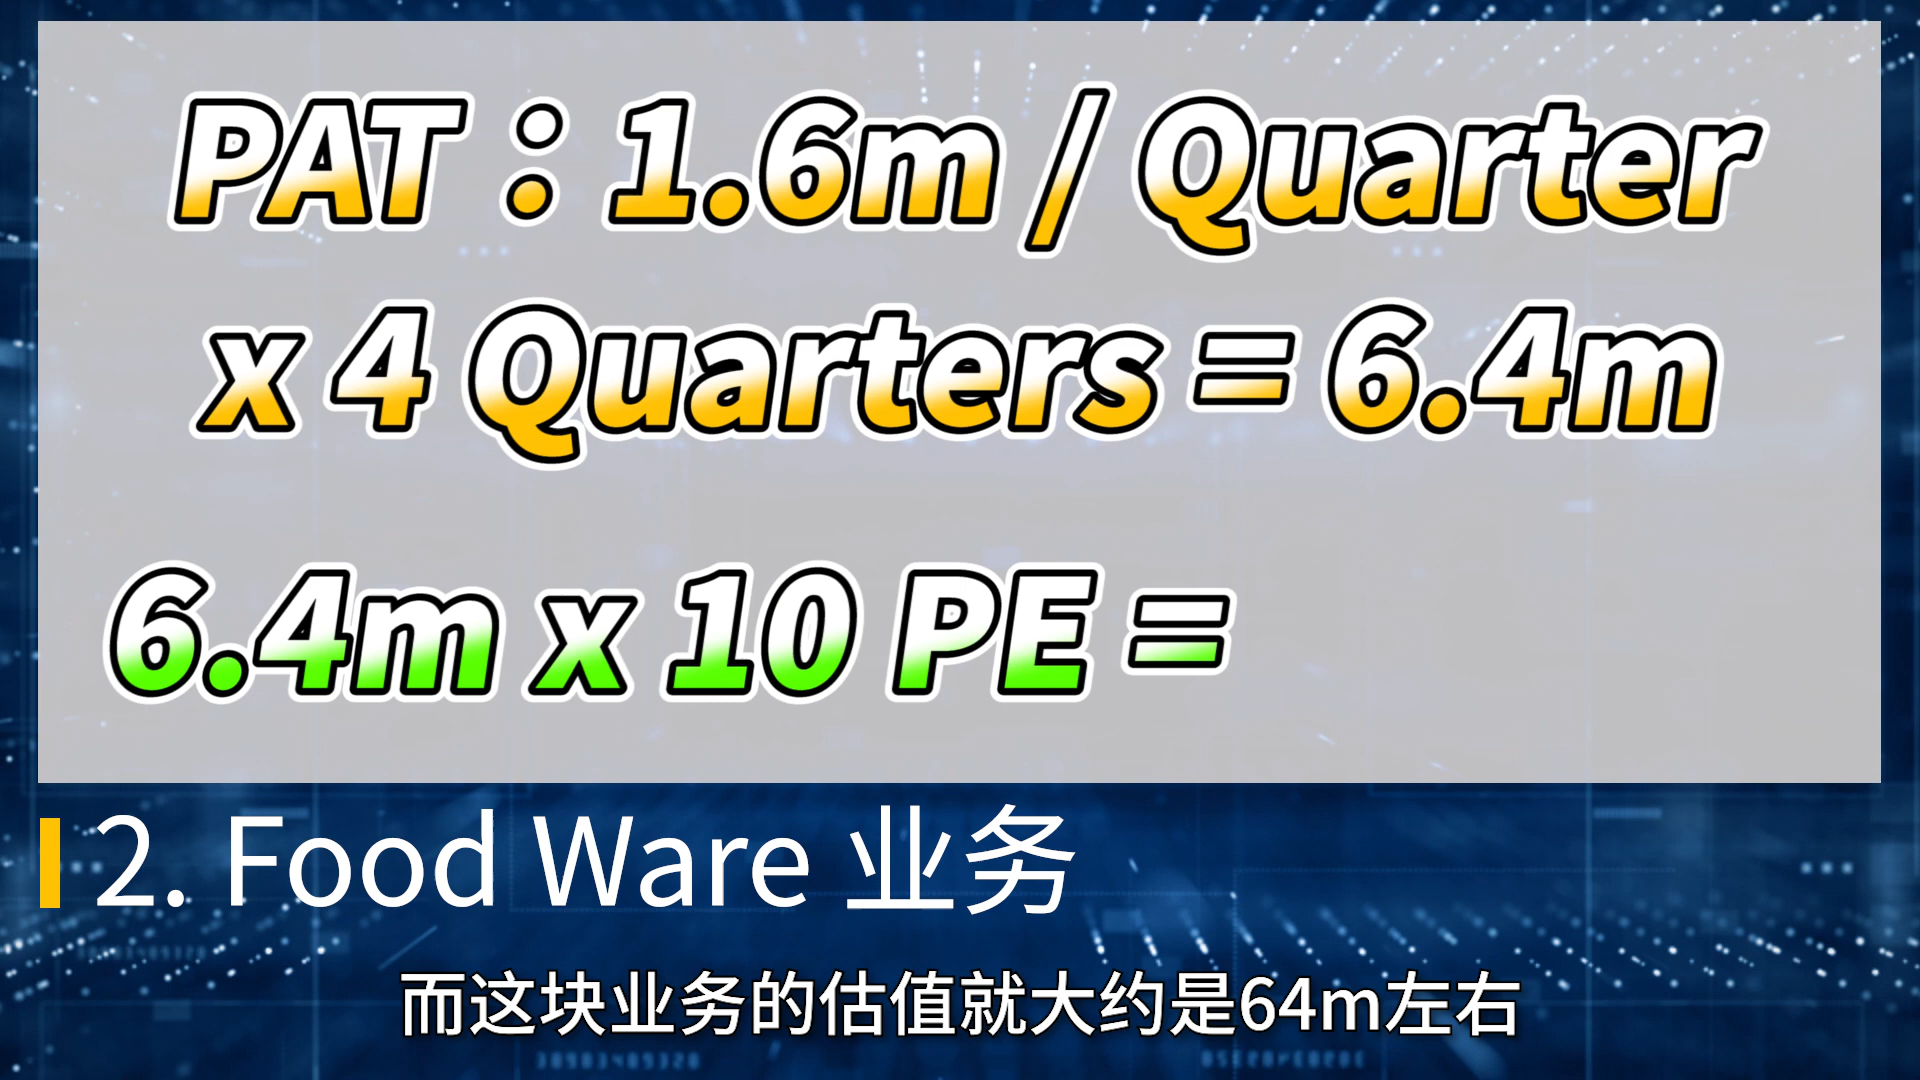 PAT：1.6m / Quarter
x 4 Quarters = 6.4m
6.4m x 10 PE =
2. Food Ware 业务
而这块业务的估值就大约是64m左右